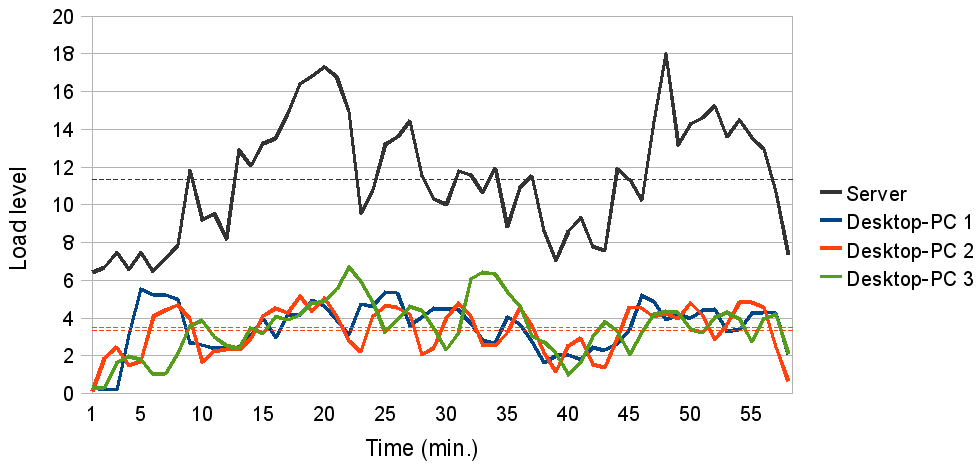 20
18
16
14
12
10
8
6
4
2
0
Load level
1 5 10 15 20 25 30 35 40 45 50 55
Time (min.)
Server
Desktop-PC 1
Desktop-PC 2
Desktop-PC 3